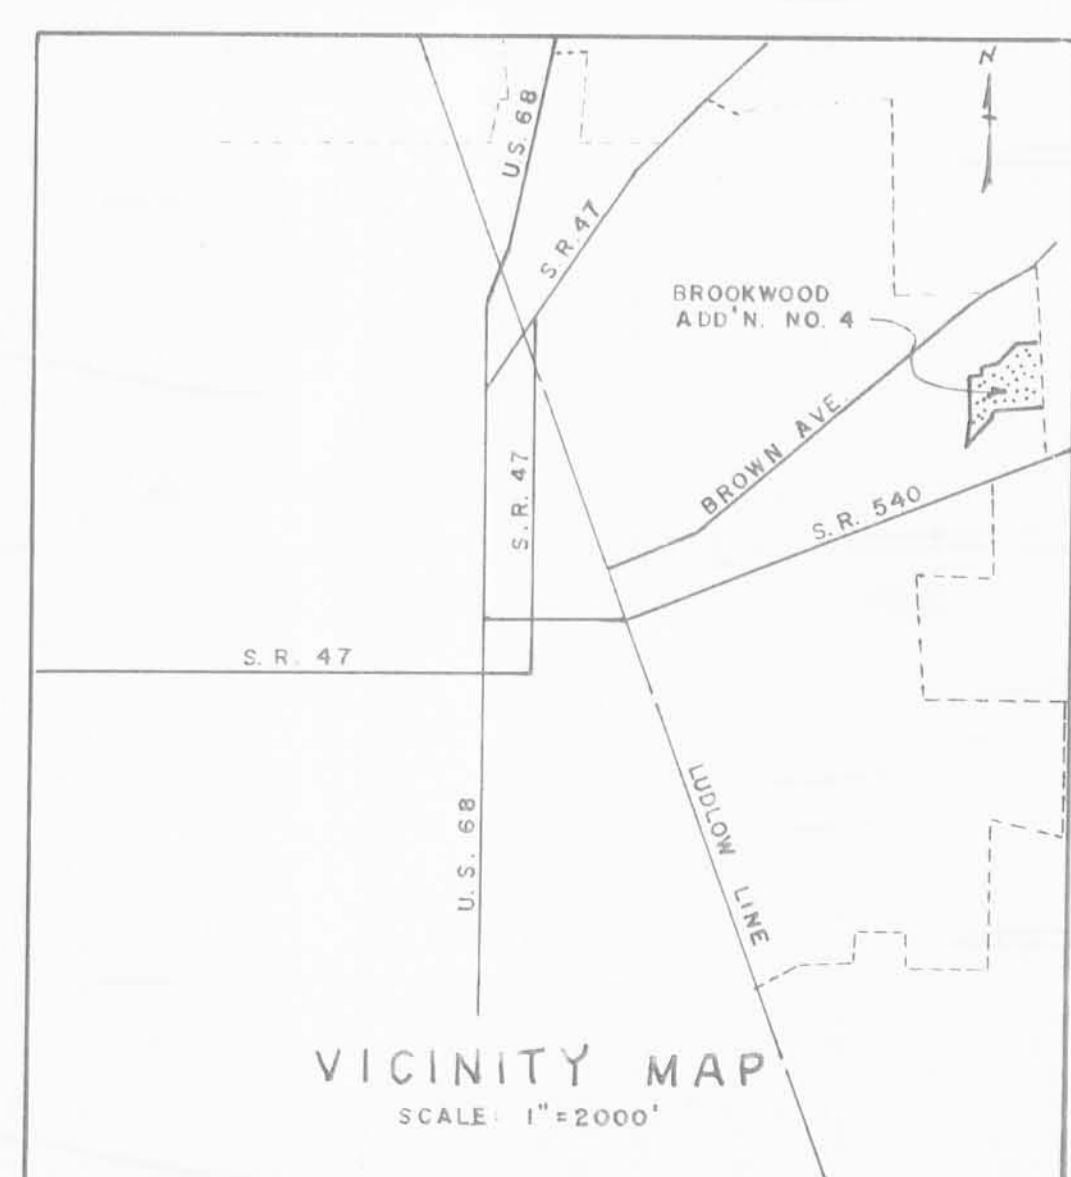 N
U.S. 68
S.R. 47
BROOKWOOD
ADD'N. NO. 4
BROWN AVE.
S.R. 47
S.R. 540
S.R. 47
U.S. 68
LUDLOW LINE
VICINITY MAP
SCALE: 1"=2000'